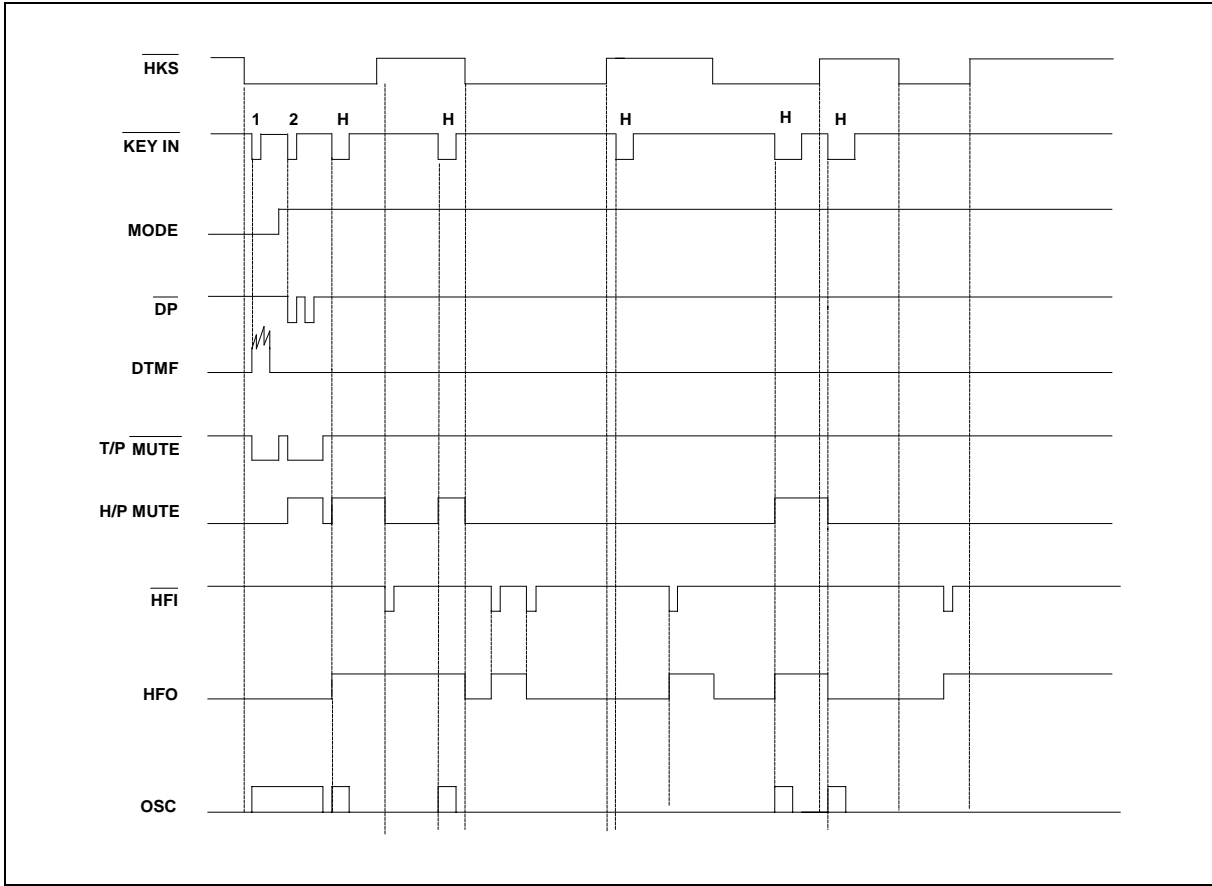 HKS
1 2 H H H H H
KEY IN
MODE
DP
DTMF
T/P MUTE
H/P MUTE
HFI
HFO
OSC